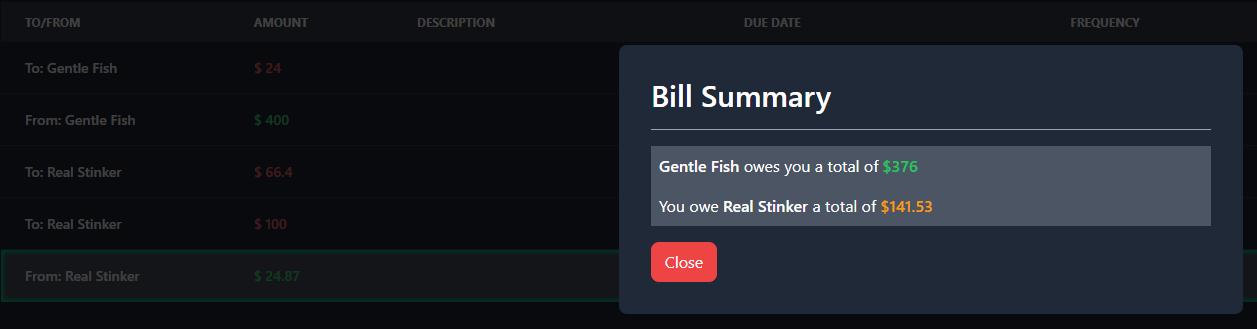 TO/FROM AMOUNT DESCRIPTION DUE DATE FREQUENCY
To: Gentle Fish $ 24
From: Gentle Fish $ 400
To: Real Stinker $ 66.4
To: Real Stinker $ 100
From: Real Stinker $ 24.87
Bill Summary
Gentle Fish owes you a total of $376
You owe Real Stinker a total of $141.53
Close